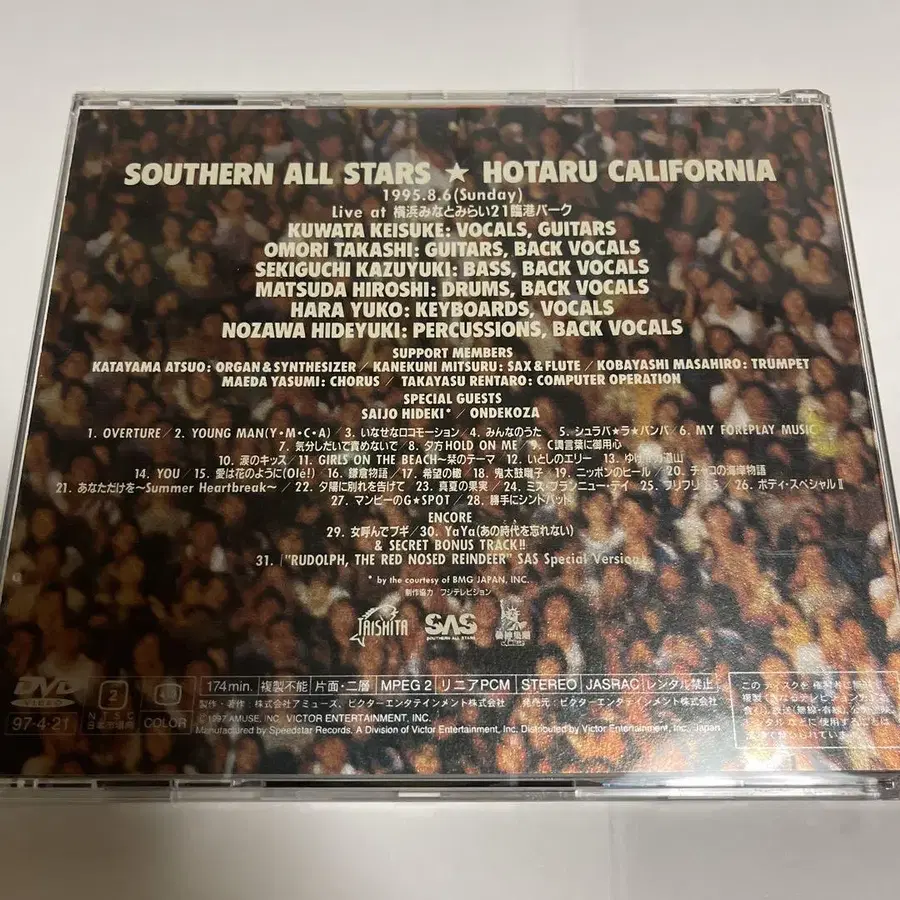 SOUTHERN ALL STARS ★ HOTARU CALIFORNIA
1995.8.6(Sunday)
Live at 横浜みなとみらい21臨港パーク
KUWATA KEISUKE: VOCALS, GUITARS
OMORI TAKASHI: GUITARS, BACK VOCALS
SEKIGUCHI KAZUYUKI: BASS, BACK VOCALS
MATSUDA HIROSHI: DRUMS, BACK VOCALS
HARA YUKO: KEYBOARDS, VOCALS
NOZAWA HIDEYUKI: PERCUSSIONS, BACK VOCALS
SUPPORT MEMBERS
KATAYAMA ATSUO: ORGAN & SYNTHESIZER / KANEKUNI MITSURU: SAX & FLUTE / KOBAYASHI MASAHIRO: TRUMPET
MAEDA YASUMI: CHORUS / TAKAYASU RENTARO: COMPUTER OPERATION
SPECIAL GUESTS
SAIJO HIDEKI* / ONDEKOZA
1. OVERTURE / 2. YOUNG MAN(Y・M・C・A) / 3. いなせなロコモーション / 4. みんなのうた / 5. シュラバ★ラ★バンバ / 6. MY FOREPLAY MUSIC
7. 気分しだいで責めないで / 8. 夕方HOLD ON ME / 9. C調言葉に御用心
10. 涙のキッス / 11. GIRLS ON THE BEACH〜栞のテーマ / 12. いとしのエリー / 13. ゆけ力道山
14. YOU / 15. 愛は花のように(Olé!) / 16. 鎌倉物語 / 17. 希望の轍 / 18. 鬼太鼓囃子 / 19. ニッポンのヒール / 20. チャコの海岸物語
21. あなただけを〜Summer Heartbreak〜 / 22. 夕陽に別れを告げて / 23. 真夏の果実 / 24. ミス・ブランニュー・デイ / 25. フリフリ '65 / 26. ボディ・スペシャルII
27. マンピーのG★SPOT / 28. 勝手にシンドバッド
ENCORE
29. 女呼んでブギ / 30. YaYa(あの時代を忘れない)
& SECRET BONUS TRACK!!
31. "RUDOLPH, THE RED NOSED REINDEER" SAS Special Version
* by the courtesy of BMG JAPAN, INC.
制作協力 フジテレビジョン
TAISHITA SAS
SOUTHERN ALL STARS
DVD VIDEO 2 174min. 複製不能 片面・二層 MPEG 2 リニアPCM STEREO JASRAC レンタル禁止
97-4-21 COLOR
製作・著作：株式会社アミューズ、ビクターエンタテインメント株式会社 発売元：ビクターエンタテインメント株式会社
© 1997 AMUSE, INC. VICTOR ENTERTAINMENT, INC.
Manufactured by Speedstar Records, A Division of Victor Entertainment, Inc. Distributed by Victor Entertainment, Inc., Japan